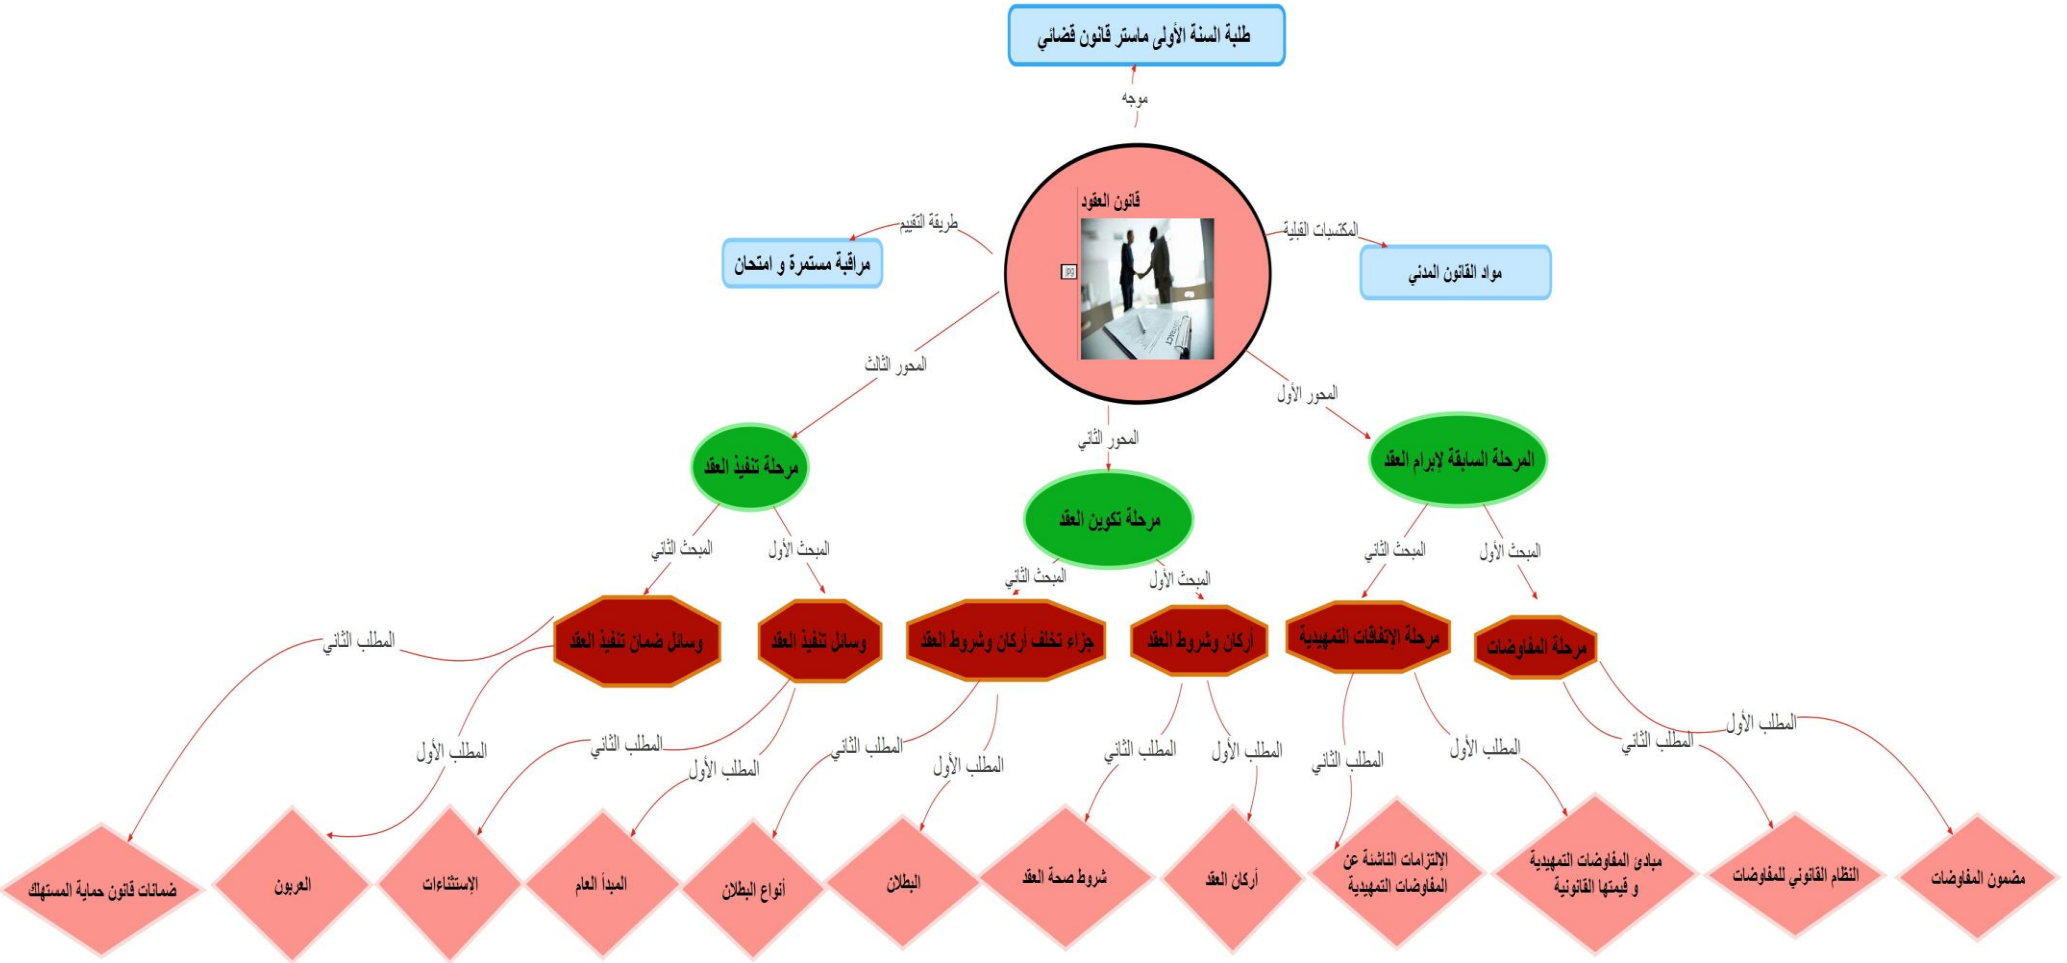 طلبة السنة الأولى ماستر قانون قضائي
موجه
قانون العقود
المكتسبات القبلية
طريقة التقييم
مواد القانون المدني
مراقبة مستمرة و امتحان
jpg
CONTRACT
المحور الأول
المحور الثاني
المحور الثالث
المرحلة السابقة لإبرام العقد
مرحلة تكوين العقد
مرحلة تنفيذ العقد
المبحث الأول
المبحث الثاني
المبحث الأول
المبحث الثاني
المبحث الأول
المبحث الثاني
مرحلة المفاوضات
مرحلة الإتفاقات التمهيدية
أركان وشروط العقد
جزاء تخلف أركان وشروط العقد
وسائل تنفيذ العقد
وسائل ضمان تنفيذ العقد
المطلب الأول
المطلب الثاني
المطلب الأول
المطلب الثاني
المطلب الأول
المطلب الثاني
المطلب الأول
المطلب الثاني
المطلب الأول
المطلب الثاني
المطلب الأول
المطلب الثاني
مضمون المفاوضات
النظام القانوني للمفاوضات
مبادئ المفاوضات التمهيدية
و قيمتها القانونية
الإلتزامات الناشئة عن
المفاوضات التمهيدية
أركان العقد
شروط صحة العقد
البطلان
أنواع البطلان
المبدأ العام
الإستثناءات
العربون
ضمانات قانون حماية المستهلك